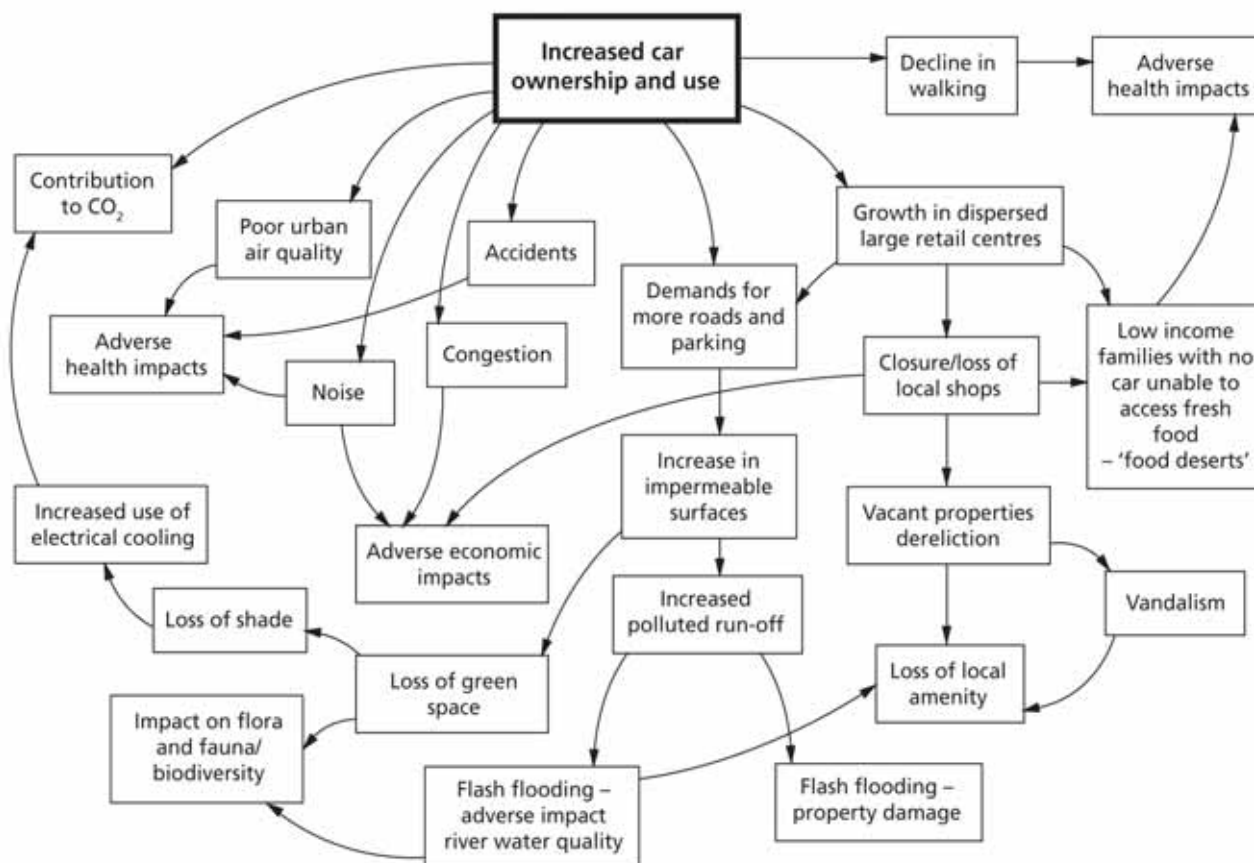 Increased car
ownership and use
Decline in
walking
Adverse
health impacts
Contribution
to CO₂
Poor urban
air quality
Accidents
Growth in dispersed
large retail centres
Demands for
more roads and
parking
Adverse
health impacts
Noise
Congestion
Closure/loss of
local shops
Low income
families with no
car unable to
access fresh
food
– ‘food deserts’
Increase in
impermeable
surfaces
Increased use of
electrical cooling
Adverse economic
impacts
Vacant properties
dereliction
Loss of shade
Increased
polluted run-off
Vandalism
Loss of green
space
Loss of local
amenity
Impact on flora
and fauna/
biodiversity
Flash flooding –
adverse impact
river water quality
Flash flooding –
property damage